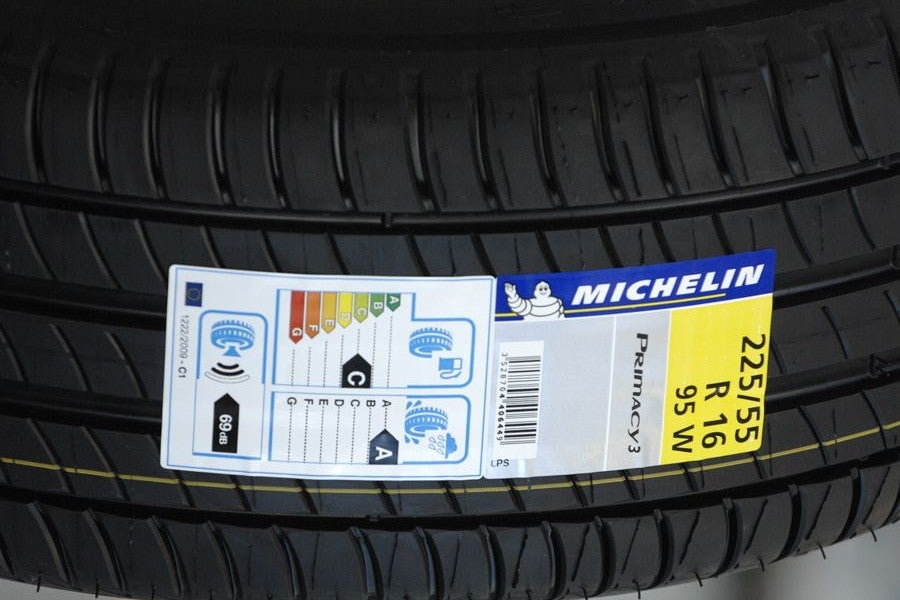 MICHELIN
PRIMACY 3
225/55
R 16
95 W
LPS
A
B
C
D
E
F
G
C
A
B
C
D
E
F
G
A
69 dB
1222/2009 - C1